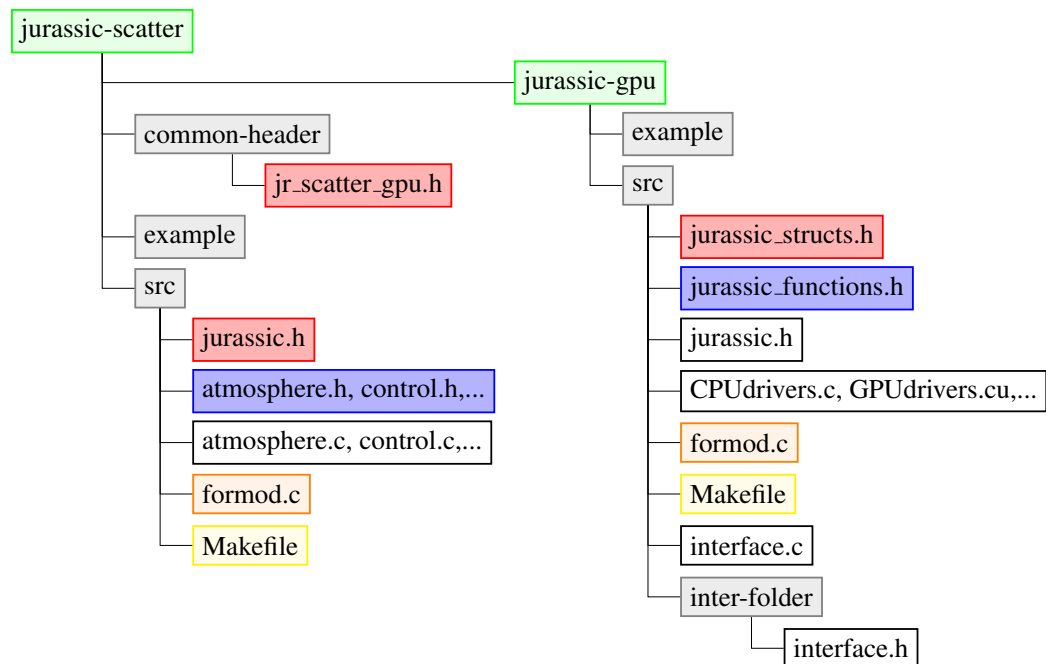 jurassic-scatter
jurassic-gpu
common-header
jr_scatter_gpu.h
example
src
jurassic.h
atmosphere.h, control.h,...
atmosphere.c, control.c,...
formod.c
Makefile
example
src
jurassic_structs.h
jurassic_functions.h
jurassic.h
CPUdrivers.c, GPUdrivers.cu,...
formod.c
Makefile
interface.c
inter-folder
interface.h